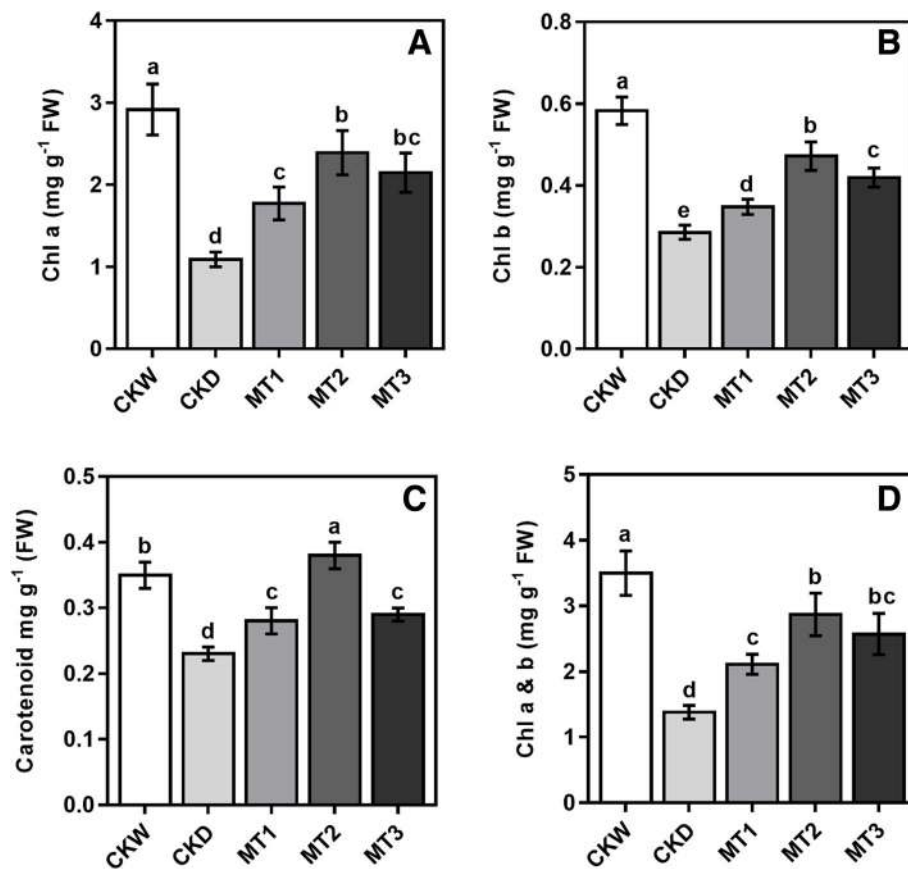 A
Chl a (mg g⁻¹ FW)
4
3
2
1
0
a
d
c
b
bc
CKW
CKD
MT1
MT2
MT3
B
Chl b (mg g⁻¹ FW)
0.8
0.6
0.4
0.2
0.0
a
e
d
b
c
CKW
CKD
MT1
MT2
MT3
C
Carotenoid mg g⁻¹ (FW)
0.5
0.4
0.3
0.2
0.1
0.0
b
d
c
a
c
CKW
CKD
MT1
MT2
MT3
D
Chl a & b (mg g⁻¹ FW)
5
4
3
2
1
0
a
d
c
b
bc
CKW
CKD
MT1
MT2
MT3